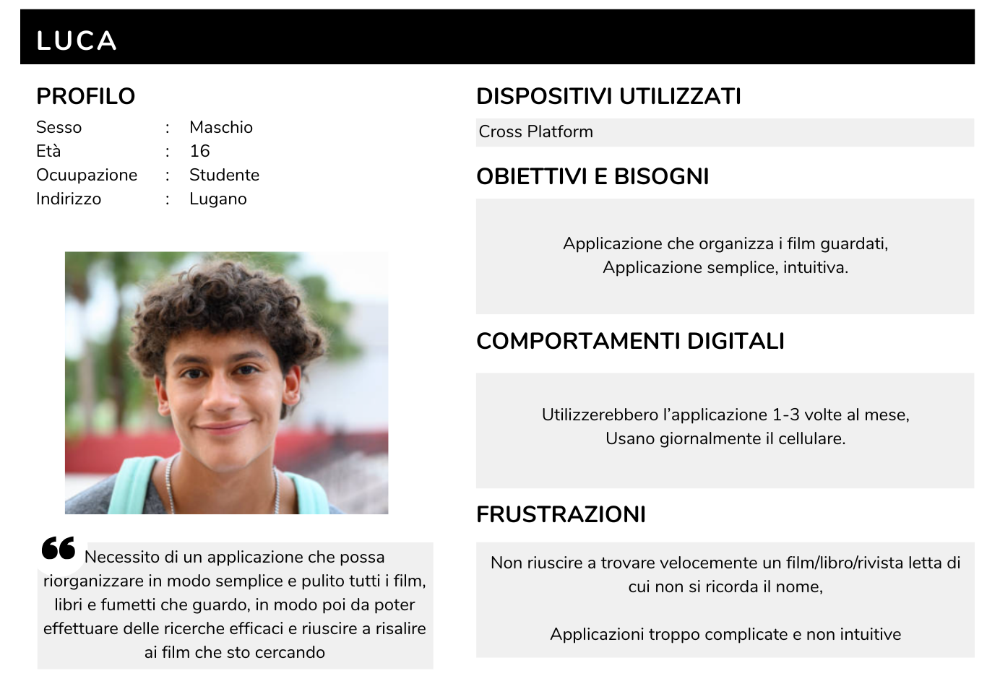 LUCA
PROFILO
Sesso : Maschio
Età : 16
Ocuupazione : Studente
Indirizzo : Lugano
“ Necessito di un applicazione che possa
riorganizzare in modo semplice e pulito tutti i film,
libri e fumetti che guardo, in modo poi da poter
effettuare delle ricerche efficaci e riuscire a risalire
ai film che sto cercando
DISPOSITIVI UTILIZZATI
Cross Platform
OBIETTIVI E BISOGNI
Applicazione che organizza i film guardati,
Applicazione semplice, intuitiva.
COMPORTAMENTI DIGITALI
Utilizzerebbero l’applicazione 1-3 volte al mese,
Usano giornalmente il cellulare.
FRUSTRAZIONI
Non riuscire a trovare velocemente un film/libro/rivista letta di
cui non si ricorda il nome,
Applicazioni troppo complicate e non intuitive